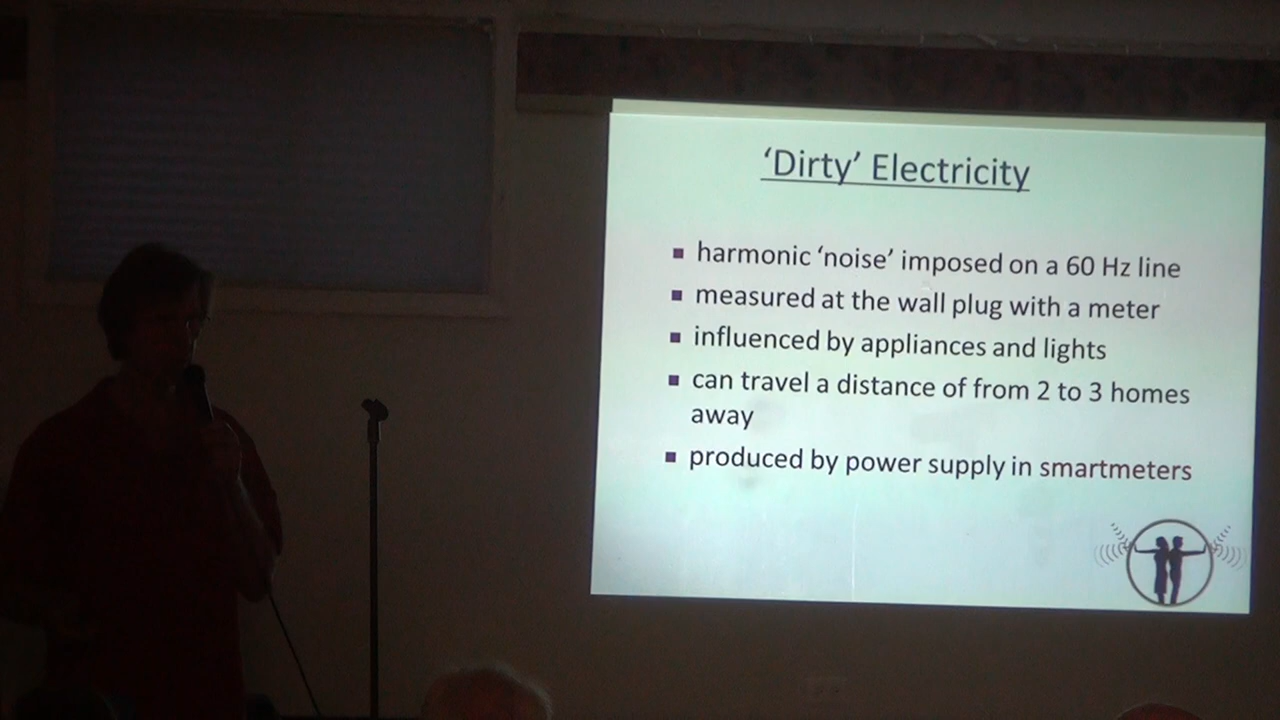 ‘Dirty’ Electricity
▪ harmonic ‘noise’ imposed on a 60 Hz line
▪ measured at the wall plug with a meter
▪ influenced by appliances and lights
▪ can travel a distance of from 2 to 3 homes
away
▪ produced by power supply in smartmeters